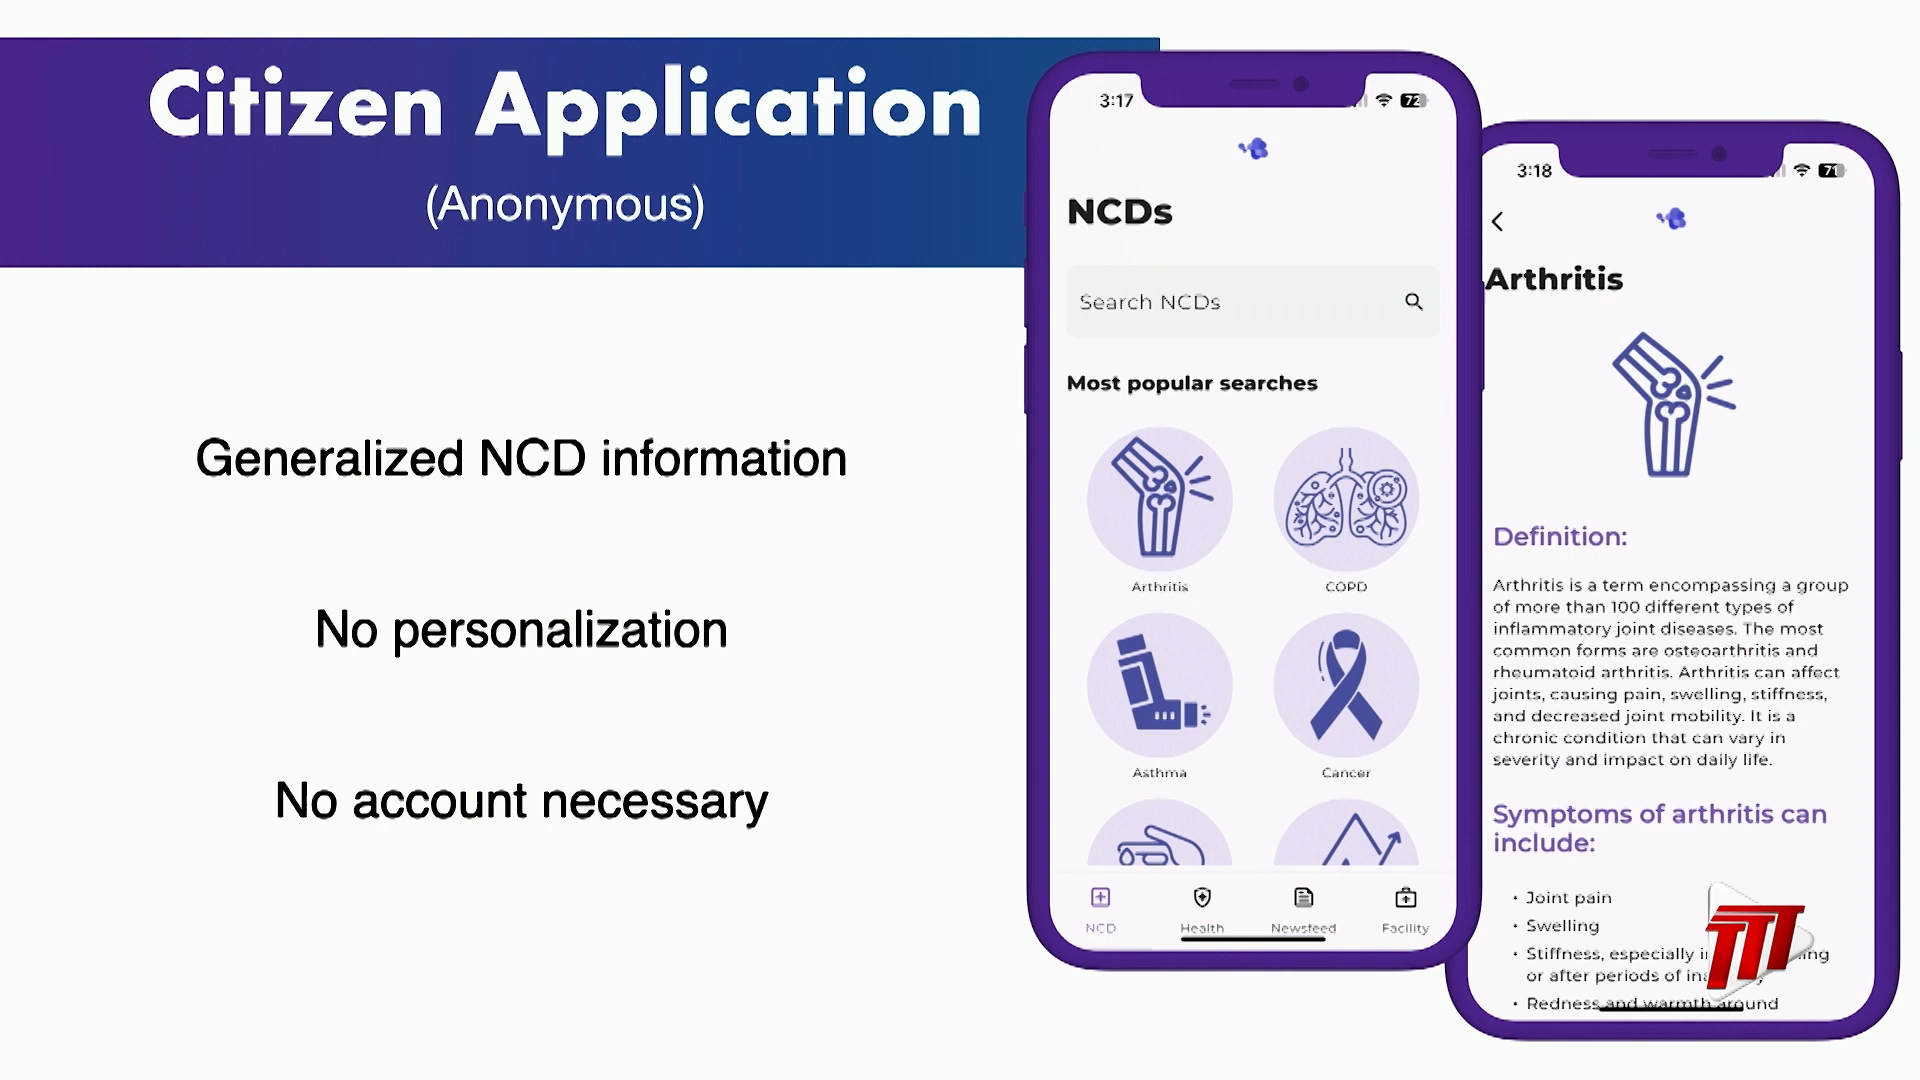 Citizen Application
(Anonymous)
Generalized NCD information
No personalization
No account necessary
3:17
72
NCDs
Search NCDs
Most popular searches
Arthritis
COPD
Asthma
Cancer
NCD
Health
Newsfeed
Facility
3:18
71
Arthritis
Definition:
Arthritis is a term encompassing a group
of more than 100 different types of
inflammatory joint diseases. The most
common forms are osteoarthritis and
rheumatoid arthritis. Arthritis can affect
joints, causing pain, swelling, stiffness,
and decreased joint mobility. It is a
chronic condition that can vary in
severity and impact on daily life.
Symptoms of arthritis can
include:
• Joint pain
• Swelling
• Stiffness, especially
or after periods of
• Redness and warmth around
TTT